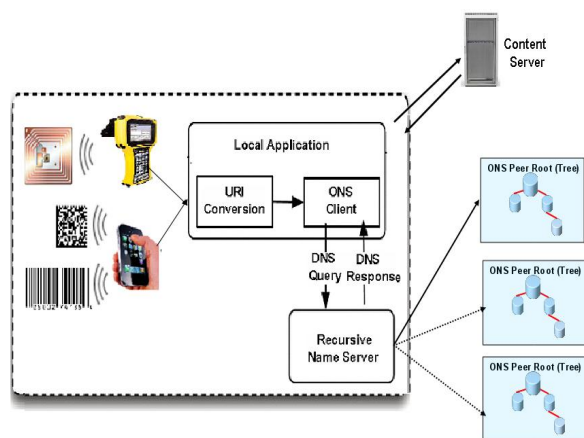 Content
Server
Local Application
URI
Conversion
ONS
Client
DNS
Query
DNS
Response
Recursive
Name Server
ONS Peer Root (Tree)
ONS Peer Root (Tree)
ONS Peer Root (Tree)